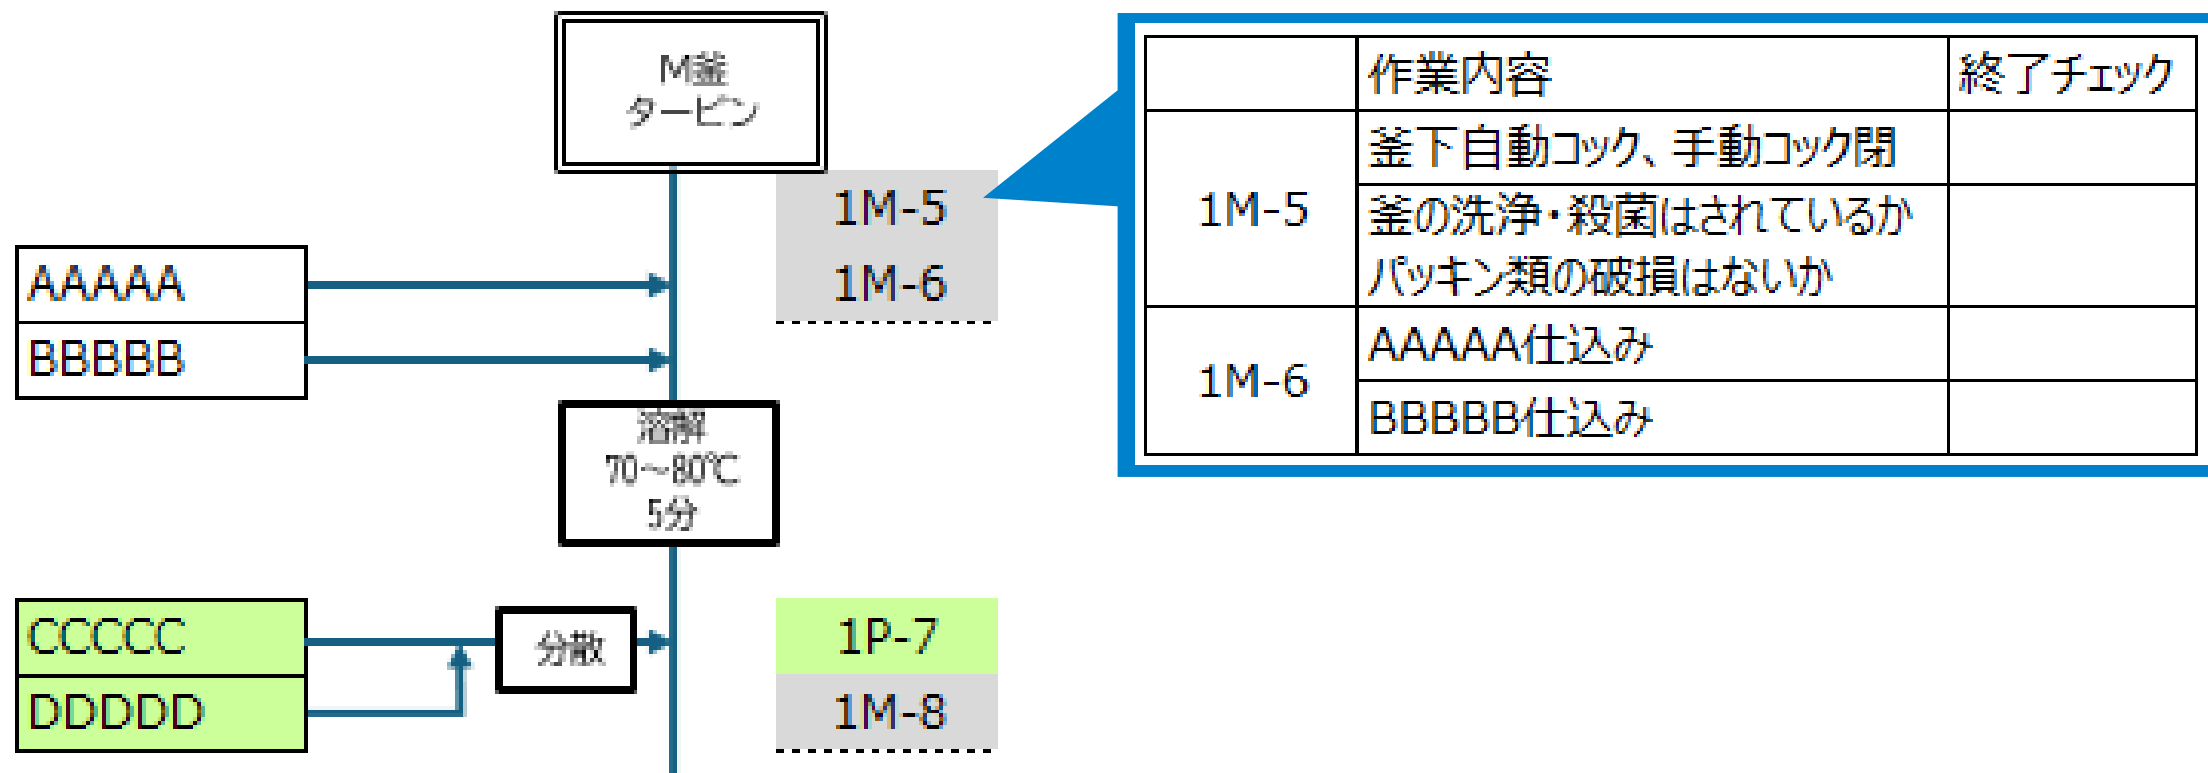 M釜
タービン
1M-5
1M-6
AAAAA
BBBBB
溶解
70～80℃
5分
CCCCC
DDDDD
分散
1P-7
1M-8
作業内容
終了チェック
1M-5
釜下自動コック、手動コック閉
釜の洗浄・殺菌はされているか
パッキン類の破損はないか
1M-6
AAAAA仕込み
BBBBB仕込み